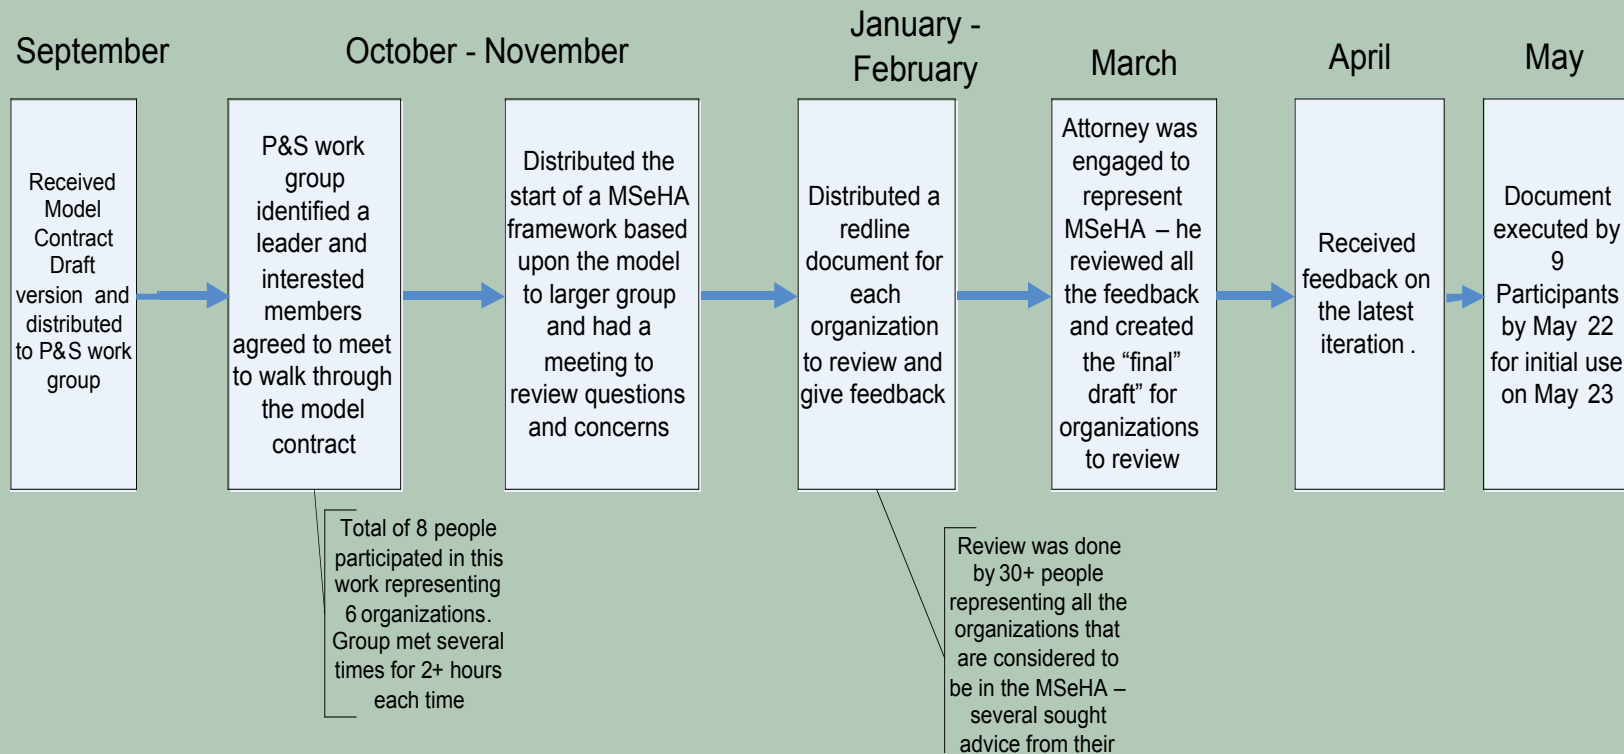 September
October - November
January -
February
March
April
May
Received
Model
Contract
Draft
version and
distributed
to P&S work
group
P&S work
group
identified a
leader and
interested
members
agreed to meet
to walk through
the model
contract
Distributed the
start of a MSeHA
framework based
upon the model
to larger group
and had a
meeting to
review questions
and concerns
Distributed a
redline
document for
each
organization
to review and
give feedback
Attorney was
engaged to
represent
MSeHA – he
reviewed all
the feedback
and created
the “final”
draft” for
organizations
to review
Received
feedback on
the latest
iteration .
Document
executed by
9
Participants
by May 22
for initial use
on May 23
Total of 8 people
participated in this
work representing
6 organizations.
Group met several
times for 2+ hours
each time
Review was done
by 30+ people
representing all the
organizations that
are considered to
be in the MSeHA –
several sought
advice from their